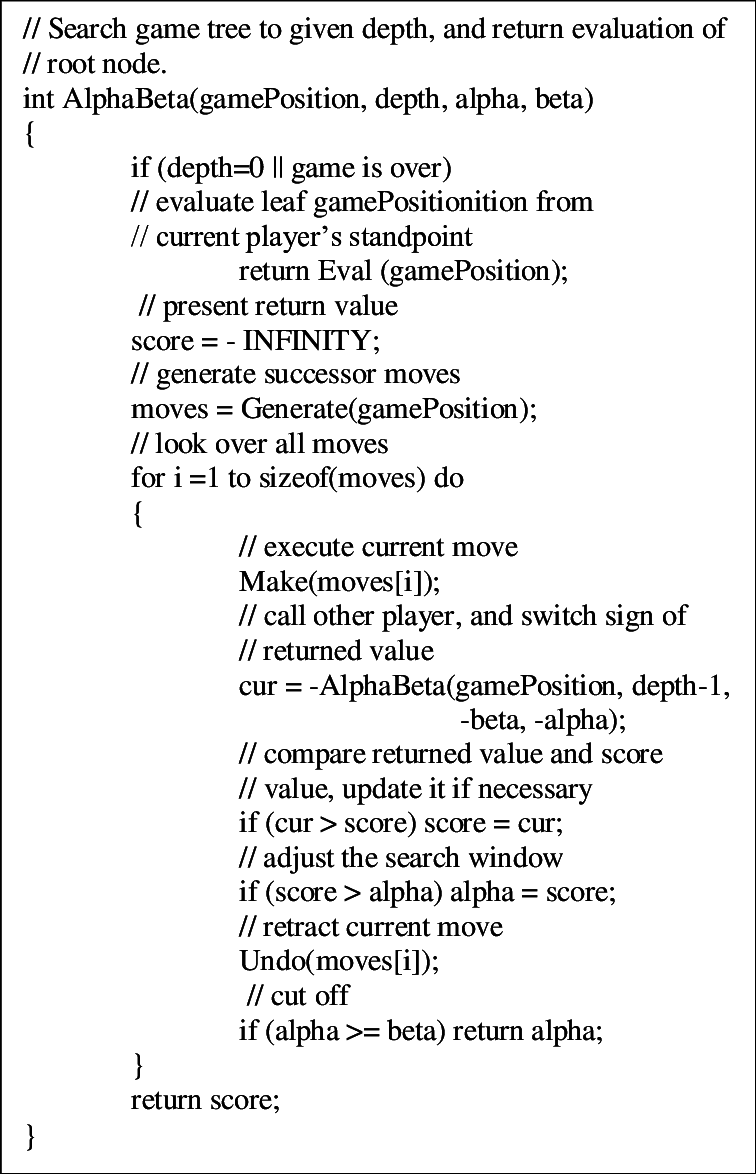 // Search game tree to given depth, and return evaluation of
// root node.
int AlphaBeta(gamePosition, depth, alpha, beta)
{
if (depth=0 || game is over)
// evaluate leaf gamePositionition from
// current player’s standpoint
return Eval (gamePosition);
// present return value
score = - INFINITY;
// generate successor moves
moves = Generate(gamePosition);
// look over all moves
for i =1 to sizeof(moves) do
{
// execute current move
Make(moves[i]);
// call other player, and switch sign of
// returned value
cur = -AlphaBeta(gamePosition, depth-1,
-beta, -alpha);
// compare returned value and score
// value, update it if necessary
if (cur > score) score = cur;
// adjust the search window
if (score > alpha) alpha = score;
// retract current move
Undo(moves[i]);
// cut off
if (alpha >= beta) return alpha;
}
return score;
}